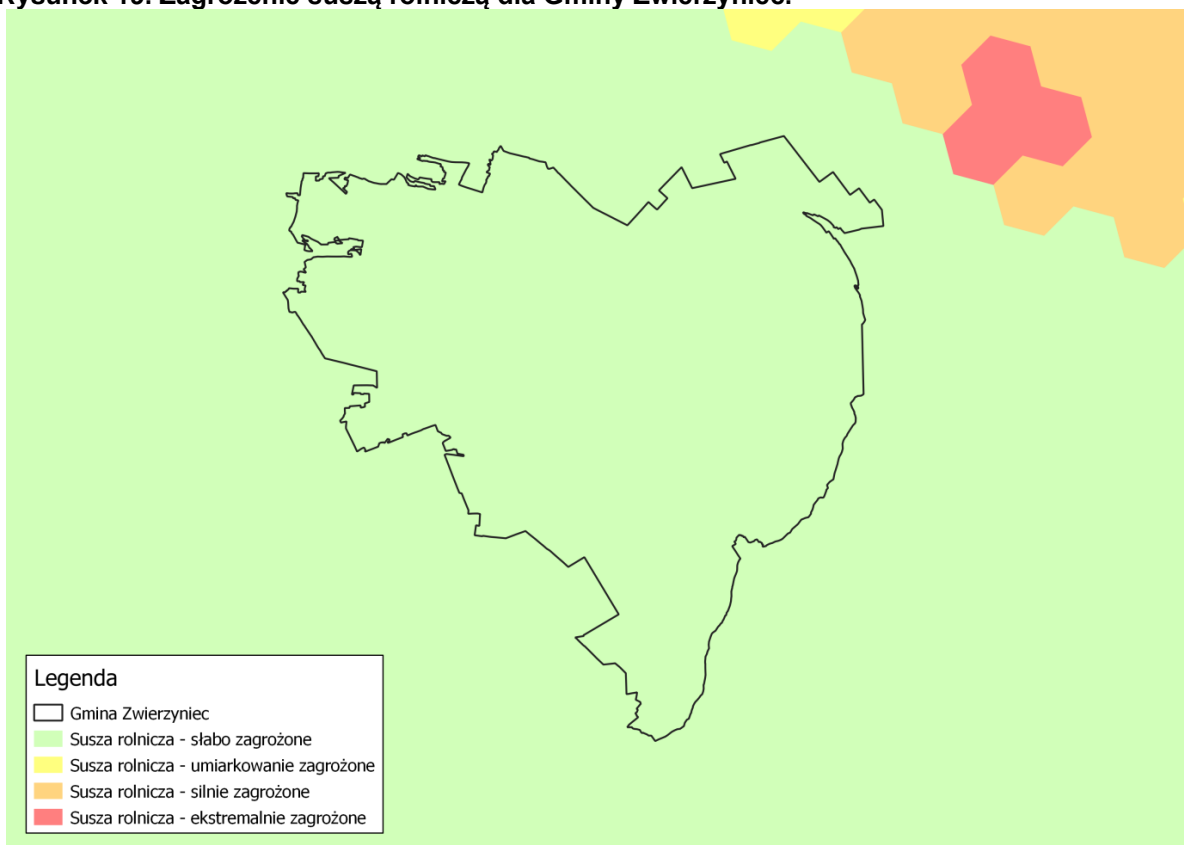 Zagrożenie suszą rolniczą dla Gminy Zwierzyniec.
Legenda
Gmina Zwierzyniec
Susza rolnicza - słabo zagrożone
Susza rolnicza - umiarkowanie zagrożone
Susza rolnicza - silnie zagrożone
Susza rolnicza - ekstremalnie zagrożone